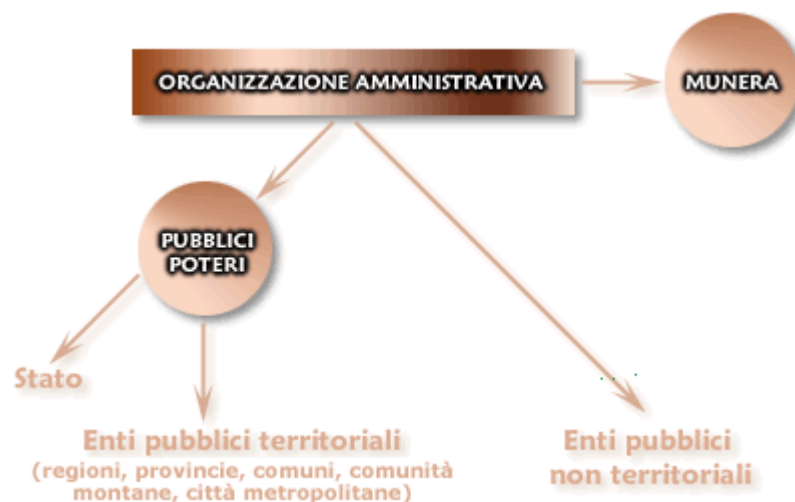 ORGANIZZAZIONE AMMINISTRATIVA
MUNERA
PUBBLICI
POTERI
Stato
Enti pubblici territoriali
(regioni, provincie, comuni, comunità
montane, città metropolitane)
Enti pubblici
non territoriali